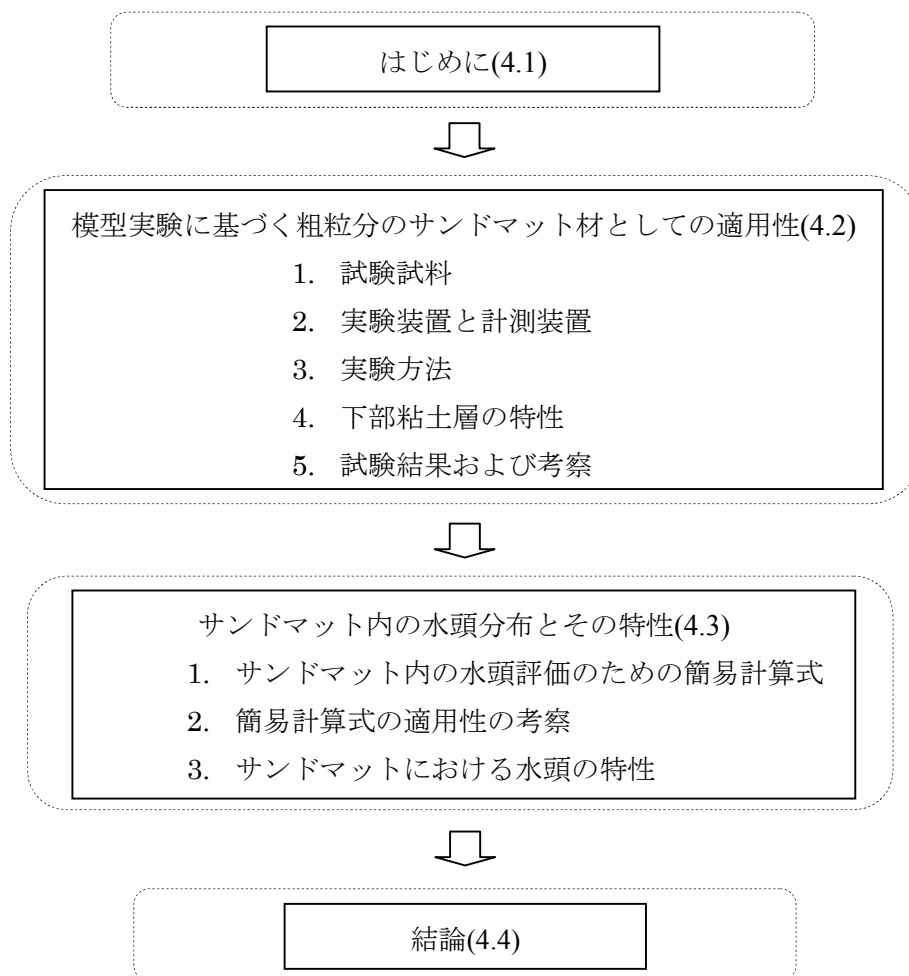 はじめに(4.1)
模型実験に基づく粗粒分のサンドマット材としての適用性(4.2)
1. 試験試料
2. 実験装置と計測装置
3. 実験方法
4. 下部粘土層の特性
5. 試験結果および考察
サンドマット内の水頭分布とその特性(4.3)
1. サンドマット内の水頭評価のための簡易計算式
2. 簡易計算式の適用性の考察
3. サンドマットにおける水頭の特性
結論(4.4)